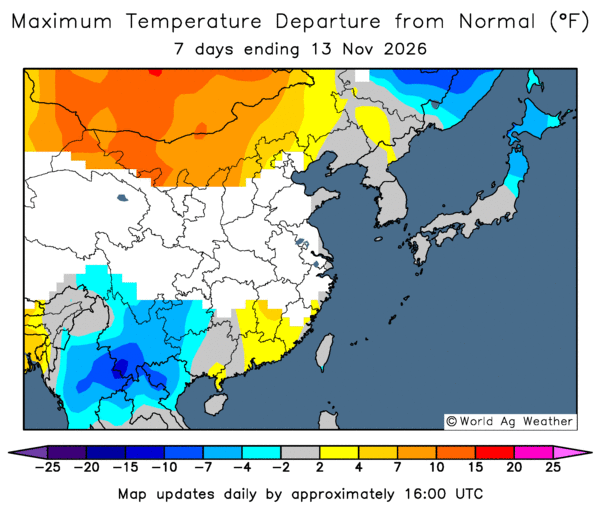 Maximum Temperature Departure from Normal (°F)
7 days ending 13 Nov 2026
© World Ag Weather
-25 -20 -15 -10 -7 -4 -2 2 4 7 10 15 20 25
Map updates daily by approximately 16:00 UTC